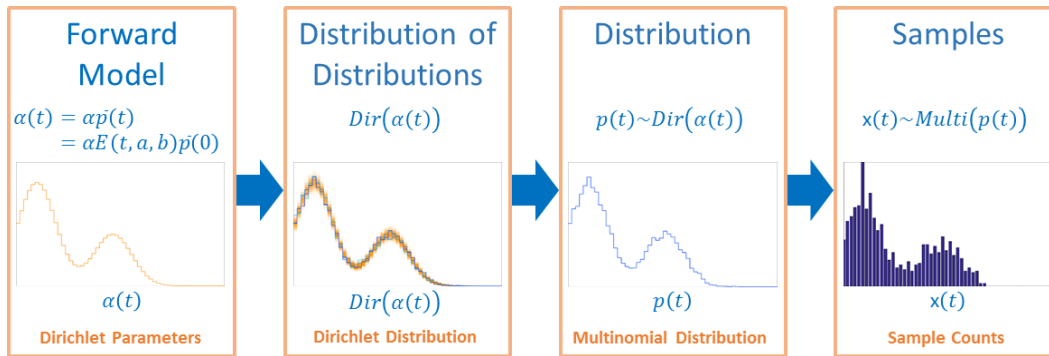 Forward
Model
α(t) = αp̄(t)
= αE(t, a, b)p̄(0)
α(t)
Dirichlet Parameters
Distribution of
Distributions
Dir(α(t))
Dir(α(t))
Dirichlet Distribution
Distribution
p(t)~Dir(α(t))
p(t)
Multinomial Distribution
Samples
x(t)~Multi(p(t))
x(t)
Sample Counts